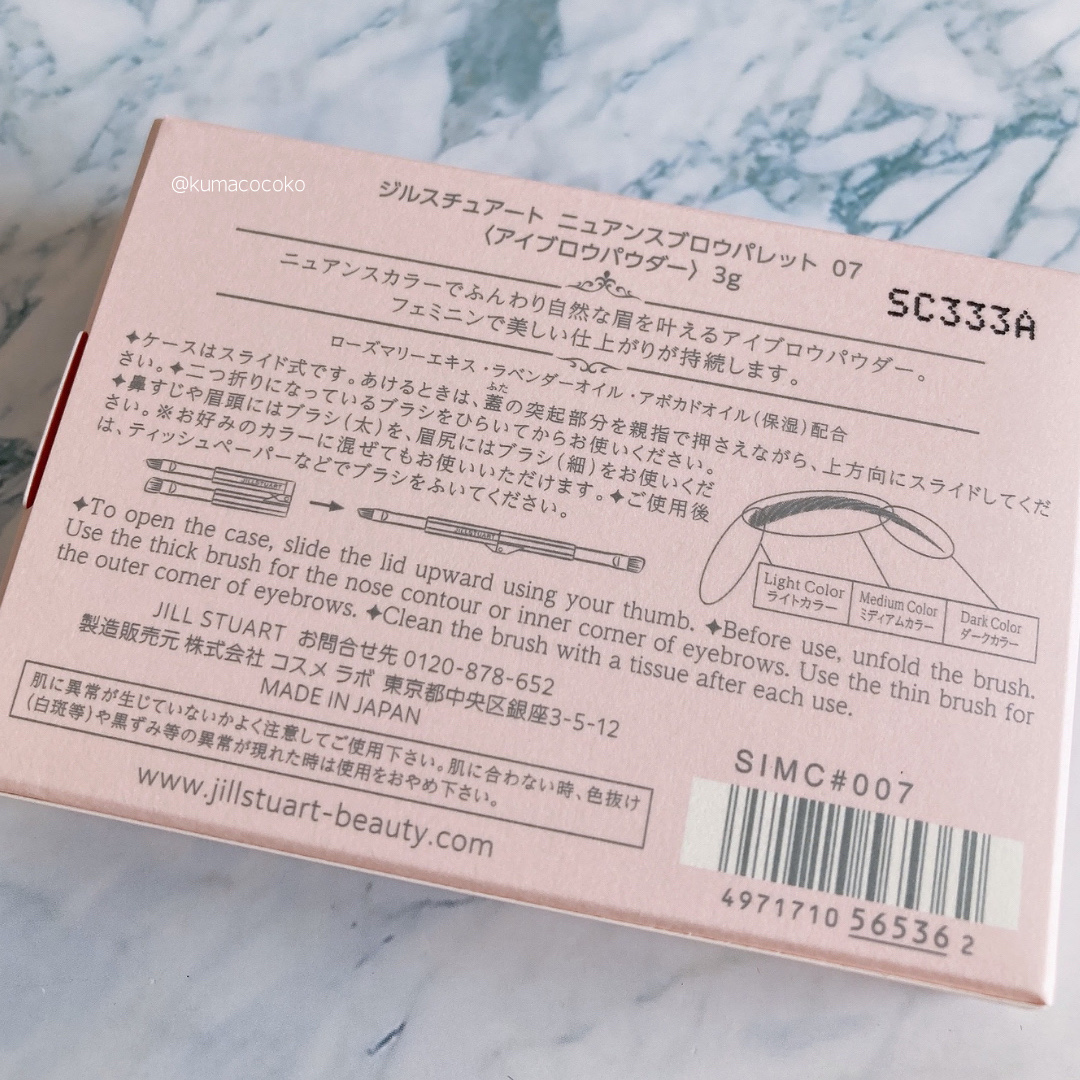 @kumacocoko
ジルスチュアート ニュアンスブロウパレット 07
〈アイブロウパウダー〉 3g
SC333A
ニュアンスカラーでふんわり自然な眉を叶えるアイブロウパウダー。
フェミニンで美しい仕上がりが持続します。
ローズマリーエキス・ラベンダーオイル・アボカドオイル(保湿)配合
ふた
✦ケースはスライド式です。あけるときは、蓋の突起部分を親指で押さえながら、上方向にスライドしてくだ
さい。✦二つ折りになっているブラシをひらいてからお使いください。
✦鼻すじや眉頭にはブラシ(太)を、眉尻にはブラシ(細)をお使いくだ
さい。※お好みのカラーに混ぜてもお使いいただけます。✦ご使用後
は、ティッシュペーパーなどでブラシをふいてください。
JILLSTUART
JILLSTUART
Light Color
ライトカラー
Medium Color
ミディアムカラー
Dark Color
ダークカラー
✦To open the case, slide the lid upward using your thumb. ✦Before use, unfold the brush.
Use the thick brush for the nose contour or inner corner of eyebrows. Use the thin brush for
the outer corner of eyebrows. ✦Clean the brush with a tissue after each use.
JILL STUART お問合せ先 0120-878-652
製造販売元 株式会社 コスメ ラボ 東京都中央区銀座3-5-12
MADE IN JAPAN
肌に異常が生じていないかよく注意してご使用下さい。肌に合わない時、色抜け
(白斑等)や黒ずみ等の異常が現れた時は使用をおやめ下さい。
www.jillstuart-beauty.com
SIMC#007
4971710 565362